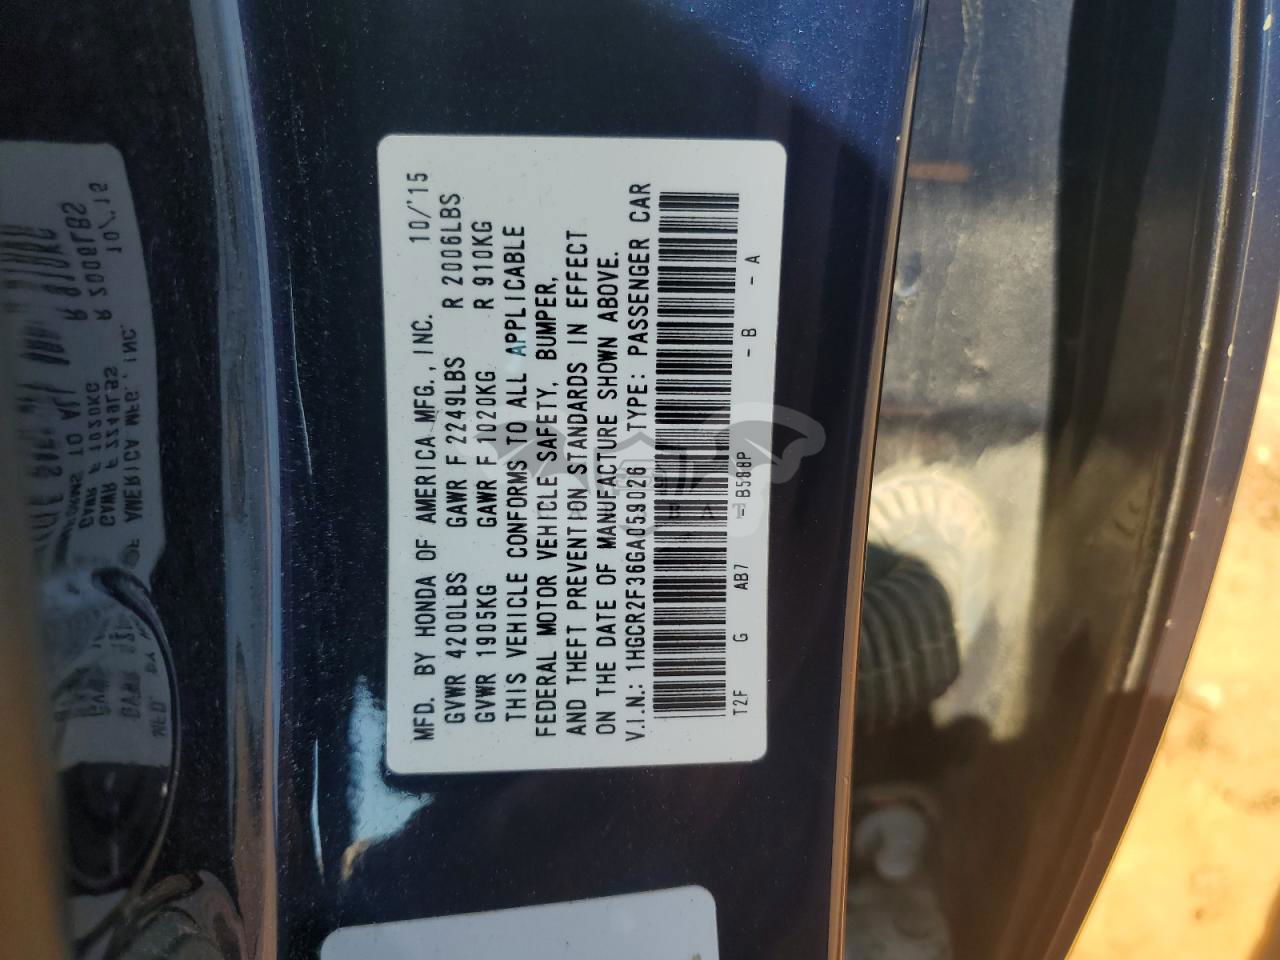 MFD. BY HONDA OF AMERICA MFG., INC. 10/'15
GVWR 4200LBS GAWR F 2249LBS R 2006LBS
GVWR 1905KG GAWR F 1020KG R 910KG
THIS VEHICLE CONFORMS TO ALL APPLICABLE
FEDERAL MOTOR VEHICLE SAFETY, BUMPER,
AND THEFT PREVENTION STANDARDS IN EFFECT
ON THE DATE OF MANUFACTURE SHOWN ABOVE.
V.I.N.: 1HGCR2F36GA059026 TYPE: PASSENGER CAR
T2F G AB7 - B588P - B - A